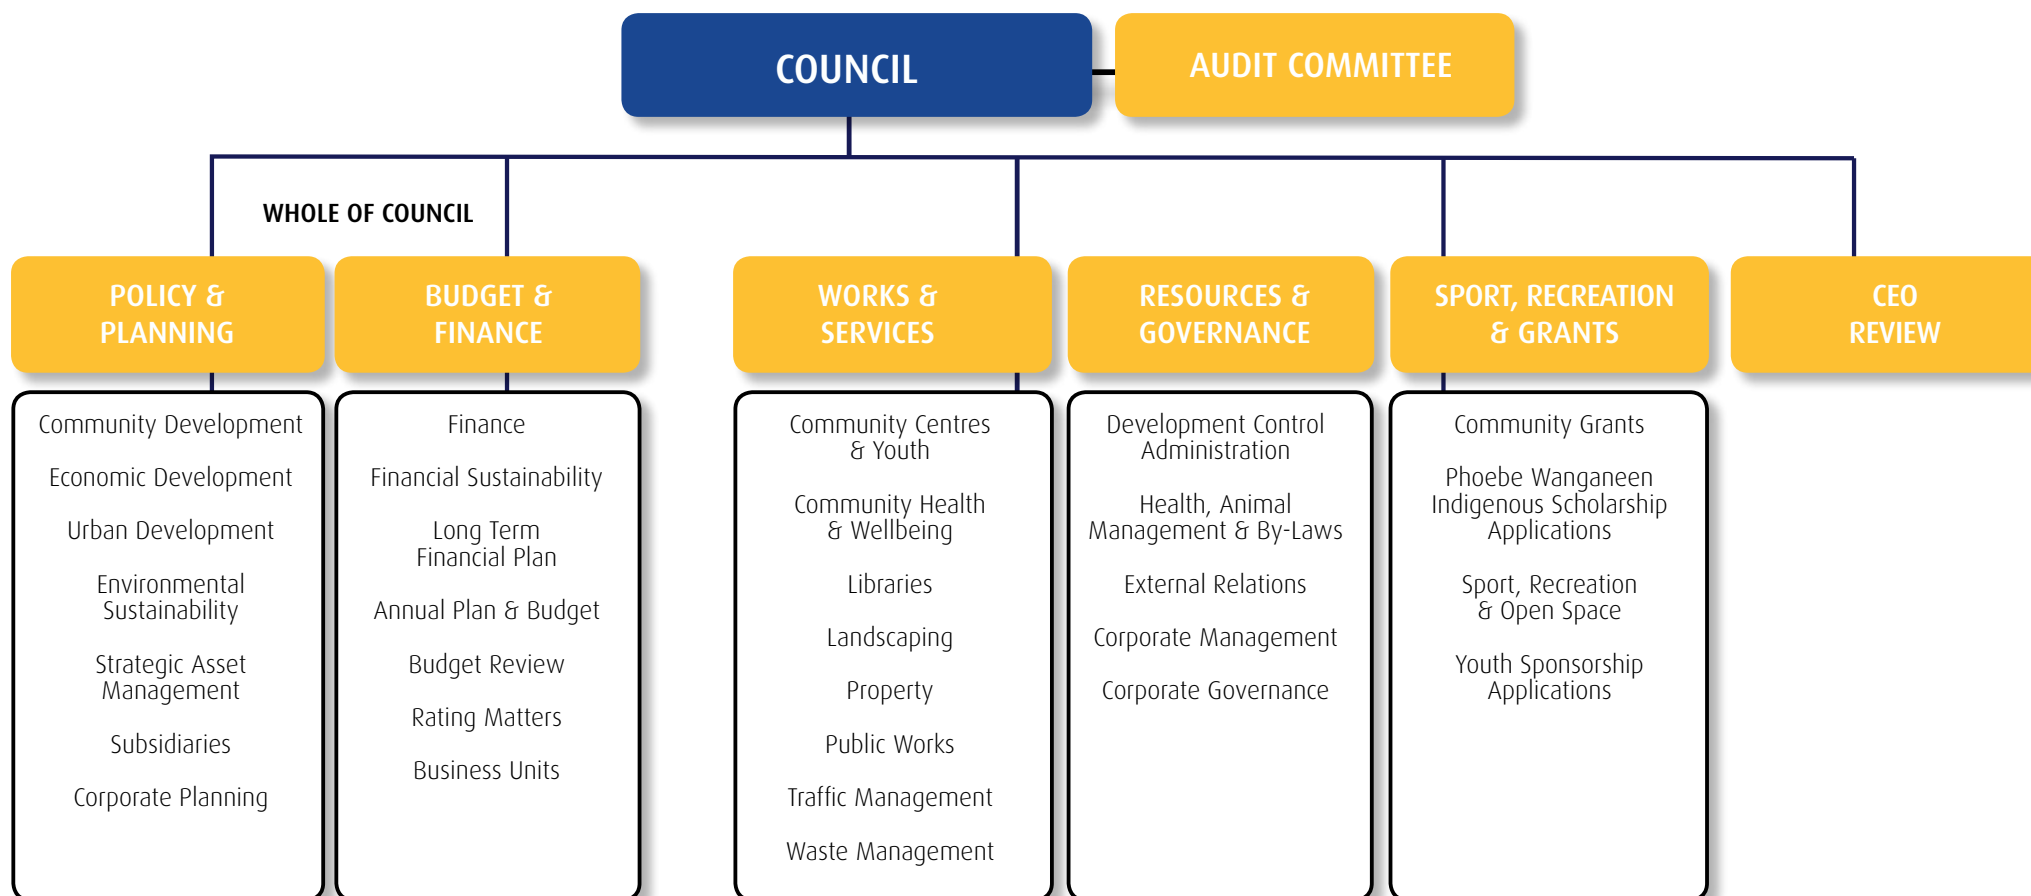 COUNCIL
AUDIT COMMITTEE
WHOLE OF COUNCIL
POLICY &
PLANNING
BUDGET &
FINANCE
WORKS &
SERVICES
RESOURCES &
GOVERNANCE
SPORT, RECREATION
& GRANTS
CEO
REVIEW
Community Development
Economic Development
Urban Development
Environmental
Sustainability
Strategic Asset
Management
Subsidiaries
Corporate Planning
Finance
Financial Sustainability
Long Term
Financial Plan
Annual Plan & Budget
Budget Review
Rating Matters
Business Units
Community Centres
& Youth
Community Health
& Wellbeing
Libraries
Landscaping
Property
Public Works
Traffic Management
Waste Management
Development Control
Administration
Health, Animal
Management & By-Laws
External Relations
Corporate Management
Corporate Governance
Community Grants
Phoebe Wanganeen
Indigenous Scholarship
Applications
Sport, Recreation
& Open Space
Youth Sponsorship
Applications